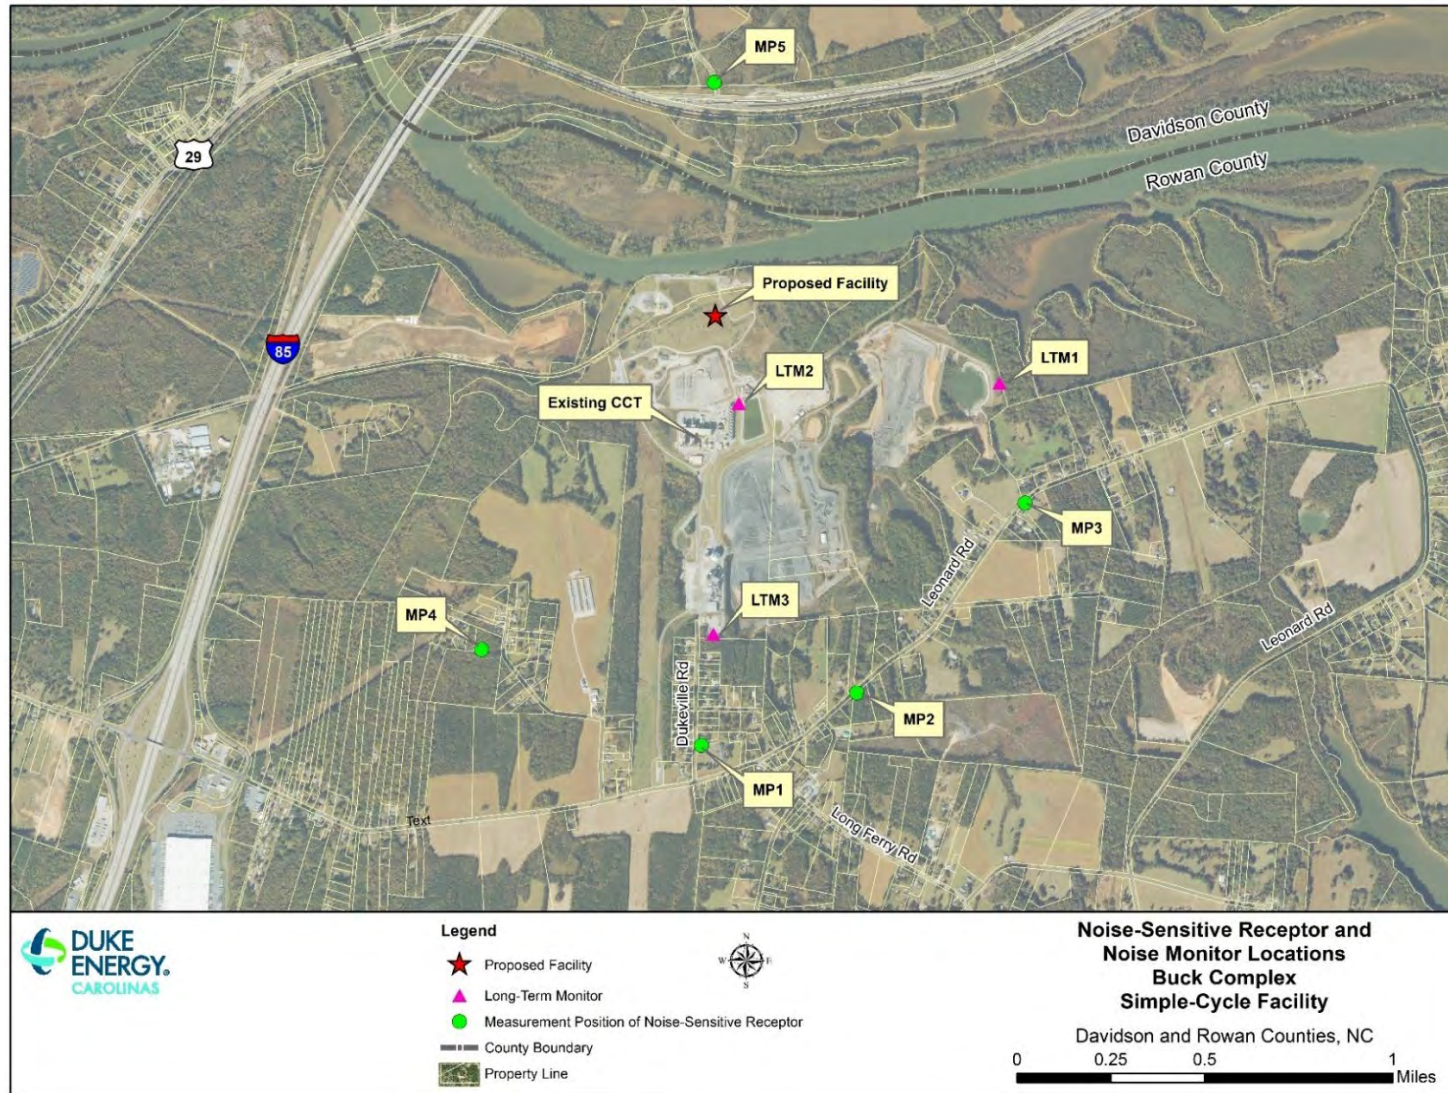 MP5
Davidson County
Rowan County
29
Proposed Facility
85
LTM1
LTM2
Existing CCT
MP3
Leonard Rd
LTM3
MP4
Leonard Rd
Dukeville Rd
MP2
MP1
Text
Long Ferry Rd
DUKE
ENERGY®
CAROLINAS
Legend
Proposed Facility
Long-Term Monitor
Measurement Position of Noise-Sensitive Receptor
County Boundary
Property Line
N
W E
S
Noise-Sensitive Receptor and
Noise Monitor Locations
Buck Complex
Simple-Cycle Facility
Davidson and Rowan Counties, NC
0 0.25 0.5 1
Miles